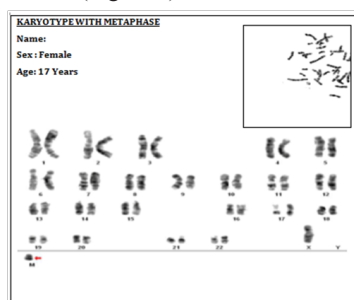 KARYOTYPE WITH METAPHASE
Name:
Sex : Female
Age: 17 Years
1 2 3 4 5
6 7 8 9 10 11 12
13 14 15 16 17 18
19 20 21 22 X Y
M